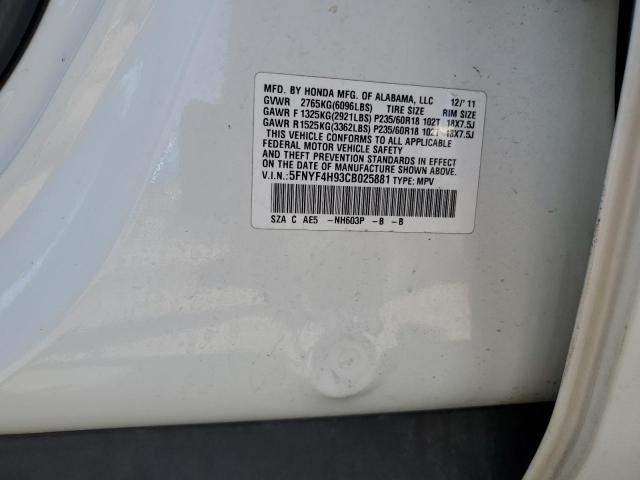 MFD. BY HONDA MFG. OF ALABAMA, LLC 12/'11
GVWR 2765KG(6096LBS) TIRE SIZE RIM SIZE
GAWR F 1325KG(2921LBS) P235/60R18 102T 18X7.5J
GAWR R 1525KG(3362LBS) P235/60R18 102T 18X7.5J
THIS VEHICLE CONFORMS TO ALL APPLICABLE
FEDERAL MOTOR VEHICLE SAFETY AND
THEFT PREVENTION STANDARDS IN EFFECT
ON THE DATE OF MANUFACTURE SHOWN ABOVE.
V.I.N.: 5FNYF4H93CB025881 TYPE: MPV
SZA C AE5 -NH603P -B -B